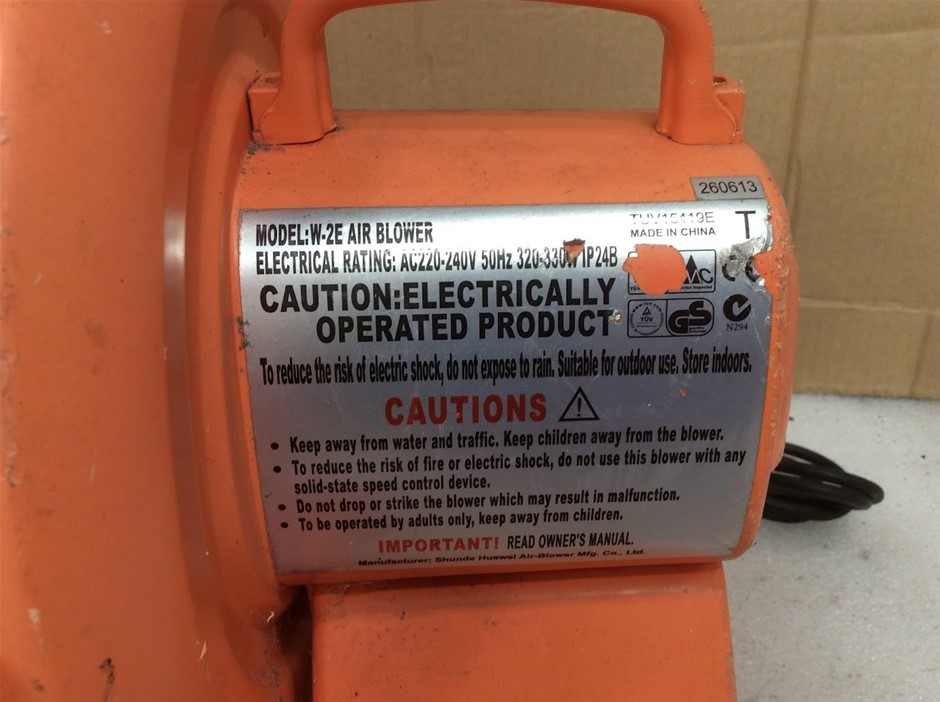 260613
MODEL:W-2E AIR BLOWER
TUV15419E
MADE IN CHINA
T
ELECTRICAL RATING: AC220-240V 50Hz 320-330W IP24B
CAUTION:ELECTRICALLY
OPERATED PRODUCT
TÜV
GS
N294
To reduce the risk of electric shock, do not expose to rain. Suitable for outdoor use. Store indoors.
CAUTIONS
• Keep away from water and traffic. Keep children away from the blower.
• To reduce the risk of fire or electric shock, do not use this blower with any
solid-state speed control device.
• Do not drop or strike the blower which may result in malfunction.
• To be operated by adults only, keep away from children.
IMPORTANT! READ OWNER'S MANUAL.
Manufacturer: Shunde Huawei Air-Blower Mfg. Co., Ltd.